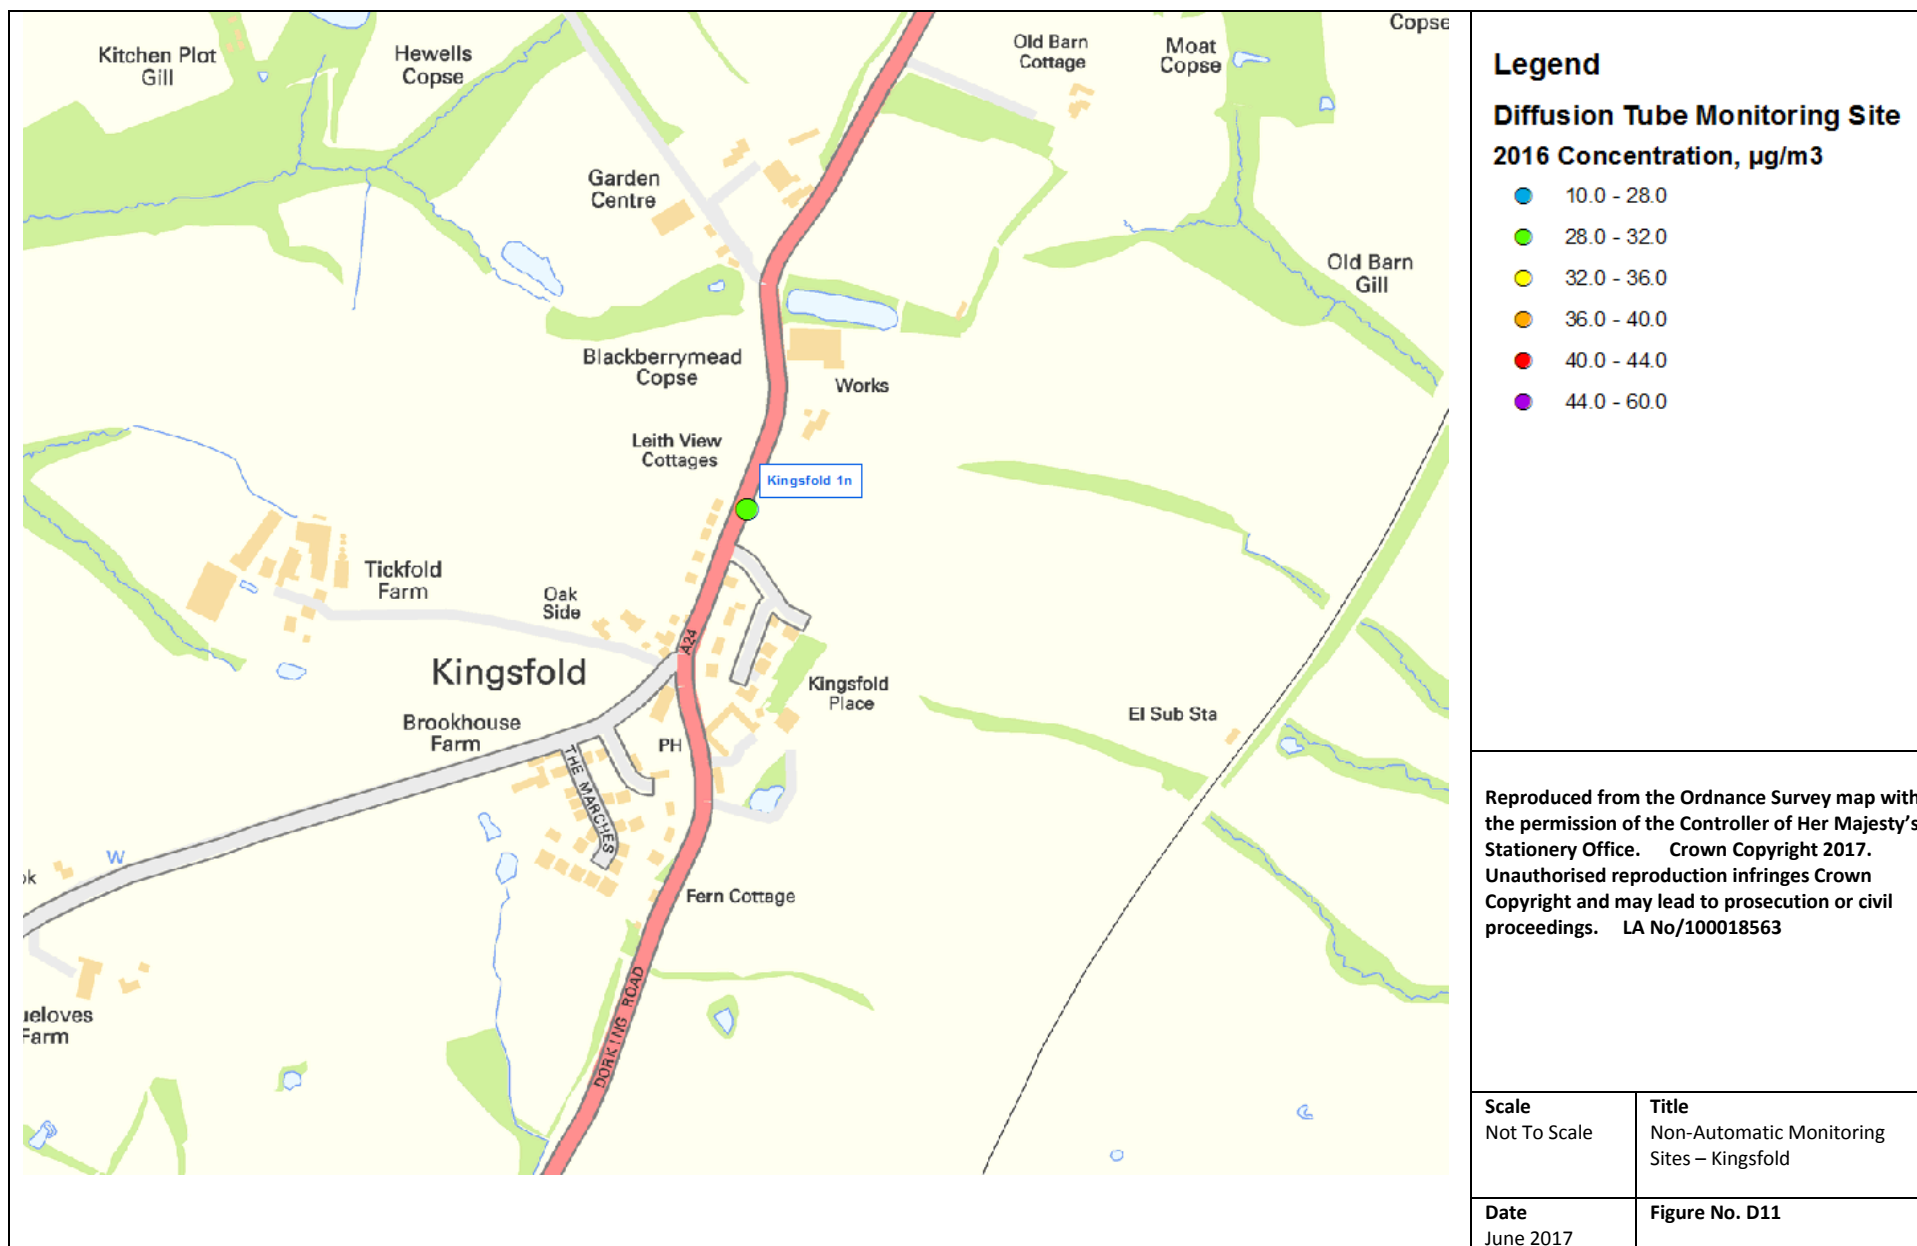 Copse
Kitchen Plat
Gill
Hewells
Copse
Old Barn
Cottage
Moat
Copse
Garden
Centre
Old Barn
Gill
Blackberrymead
Copse
Works
Leith View
Cottages
Kingsfold 1n
Tickfold
Farm
Oak
Side
A24
Kingsfold
Kingsfold
Place
Brookhouse
Farm
PH
El Sub Sta
THE MARCHES
W
ok
Fern Cottage
ueloves
Farm
DORKING ROAD
Legend
Diffusion Tube Monitoring Site
2016 Concentration, µg/m3
10.0 - 28.0
28.0 - 32.0
32.0 - 36.0
36.0 - 40.0
40.0 - 44.0
44.0 - 60.0
Reproduced from the Ordnance Survey map with
the permission of the Controller of Her Majesty’s
Stationery Office. Crown Copyright 2017.
Unauthorised reproduction infringes Crown
Copyright and may lead to prosecution or civil
proceedings. LA No/100018563
Scale
Not To Scale
Title
Non-Automatic Monitoring
Sites – Kingsfold
Date
June 2017
Figure No. D11